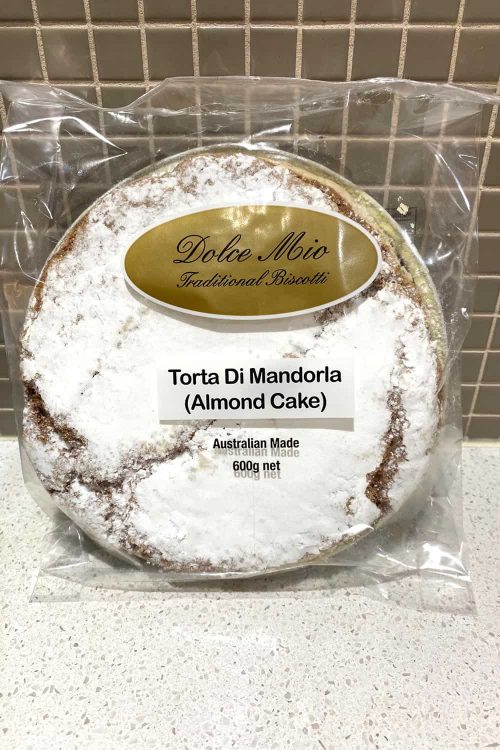 Dolce Mio
Traditional Biscotti
Torta Di Mandorla
(Almond Cake)
Australian Made
600g net